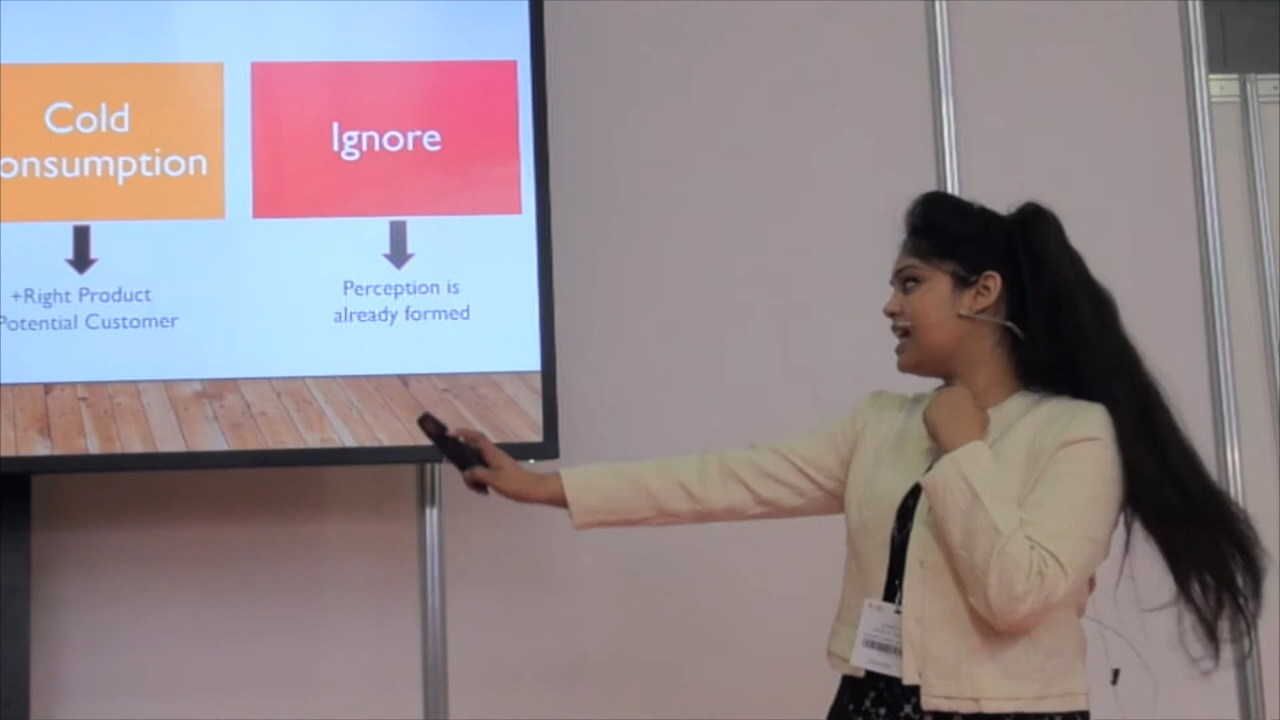 Cold
onsumption
Ignore
+Right Product
Potential Customer
Perception is
already formed